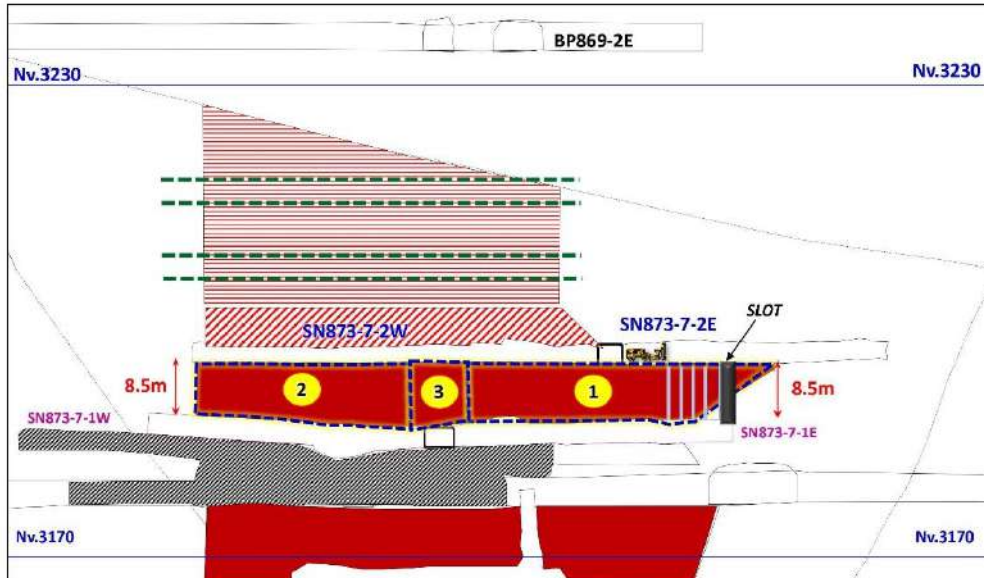 BP869-2E
Nv.3230
Nv.3230
SN873-7-2W
SN873-7-2E
SLOT
8.5m
2
3
1
8.5m
SN873-7-1W
SN873-7-1E
Nv.3170
Nv.3170